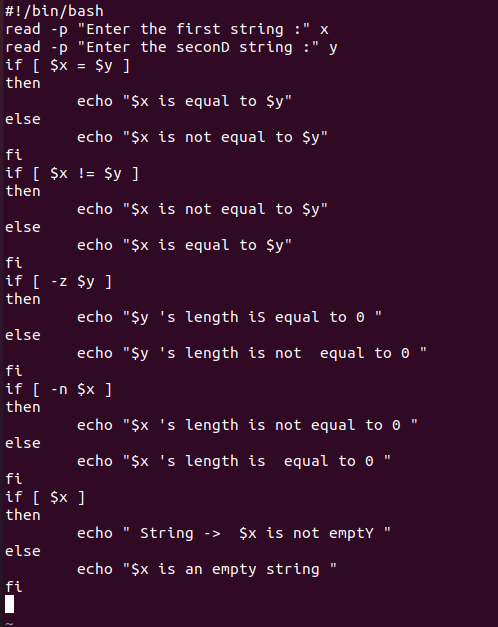 #!/bin/bash
read -p "Enter the first string :" x
read -p "Enter the seconD string :" y
if [ $x = $y ]
then
        echo "$x is equal to $y"
else
        echo "$x is not equal to $y"
fi
if [ $x != $y ]
then
        echo "$x is not equal to $y"
else
        echo "$x is equal to $y"
fi
if [ -z $y ]
then
        echo "$y 's length iS equal to 0 "
else
        echo "$y 's length is not  equal to 0 "
fi
if [ -n $x ]
then
        echo "$x 's length is not equal to 0 "
else
        echo "$x 's length is  equal to 0 "
fi
if [ $x ]
then
        echo " String ->  $x is not emptY "
else
        echo "$x is an empty string "
fi
~